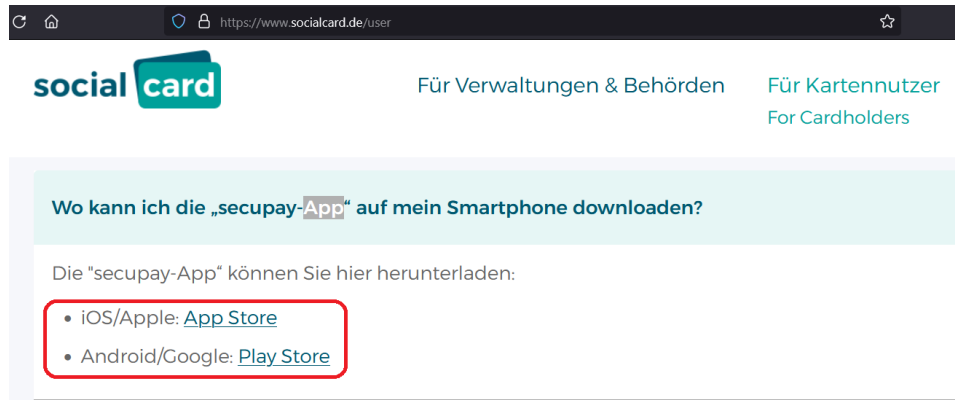 https://www.socialcard.de/user
social card
Für Verwaltungen & Behörden
Für Kartennutzer
For Cardholders
Wo kann ich die „secupay-App“ auf mein Smartphone downloaden?
Die "secupay-App“ können Sie hier herunterladen:
• iOS/Apple: App Store
• Android/Google: Play Store